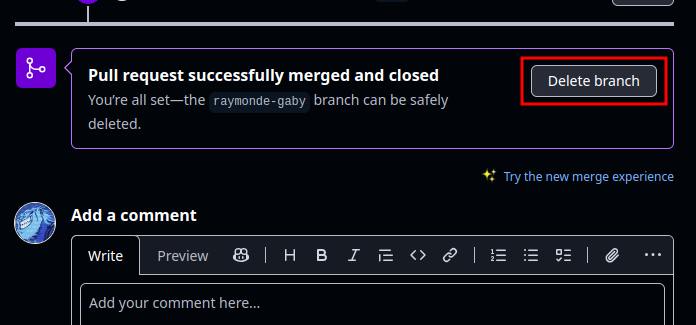 Pull request successfully merged and closed
Delete branch
You’re all set—the raymonde-gaby branch can be safely
deleted.
Try the new merge experience
Add a comment
Write
Preview
H B I
Add your comment here...